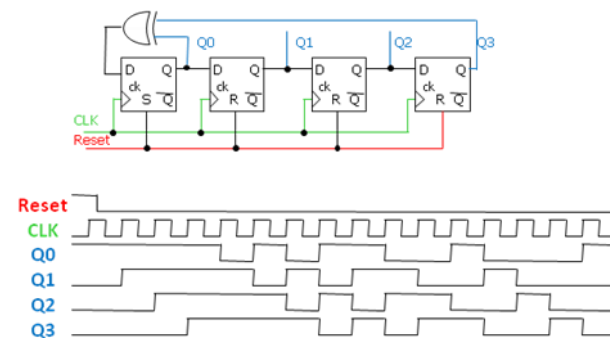 Q0 Q1 Q2 Q3
D Q D Q D Q D Q
ck ck ck ck
S Q̅ R Q̅ R Q̅ R Q̅
CLK
Reset
Reset
CLK
Q0
Q1
Q2
Q3